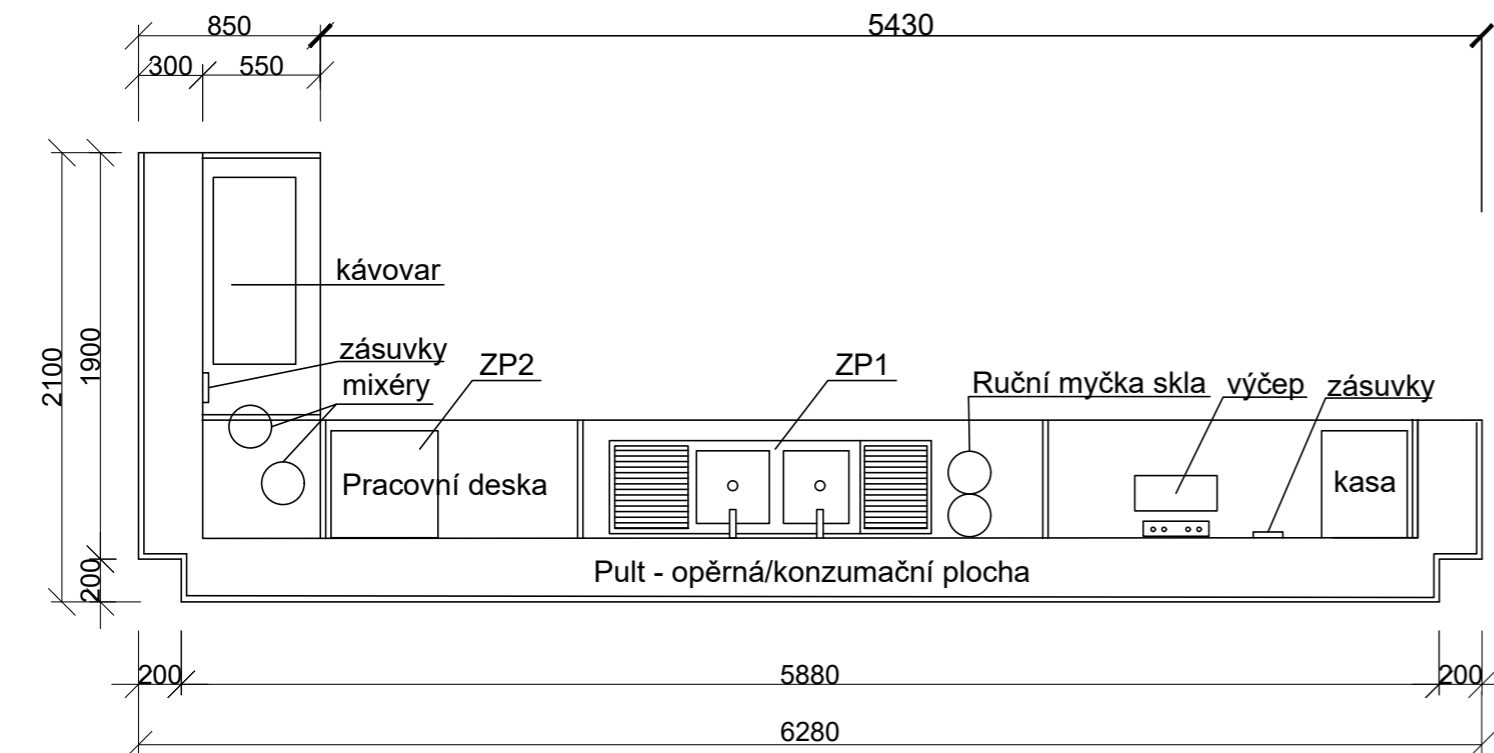 850
5430
300
550
kávovar
zásuvky
mixéry
ZP2
ZP1
Ruční myčka skla
výčep
zásuvky
2100
1900
Pracovní deska
kasa
200
Pult - opěrná/konzumační plocha
200
5880
200
6280